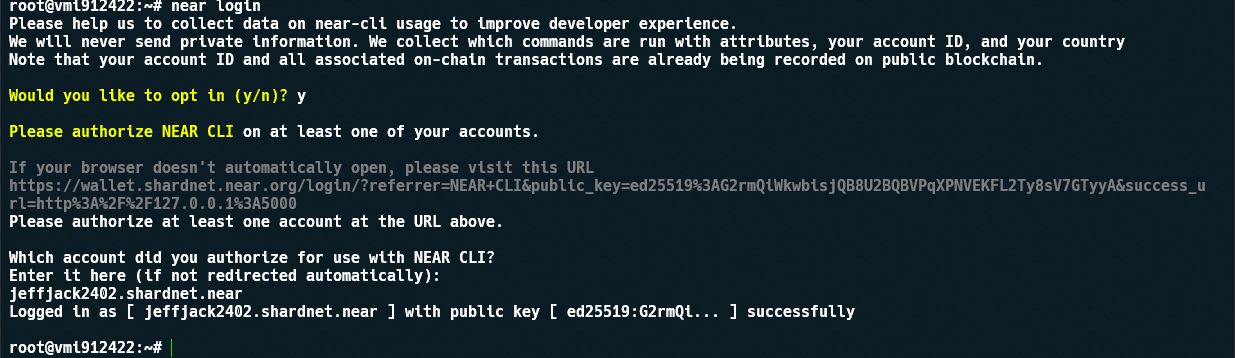 root@vmi912422:~# near login
Please help us to collect data on near-cli usage to improve developer experience.
We will never send private information. We collect which commands are run with attributes, your account ID, and your country
Note that your account ID and all associated on-chain transactions are already being recorded on public blockchain.
Would you like to opt in (y/n)? y
Please authorize NEAR CLI on at least one of your accounts.
If your browser doesn't automatically open, please visit this URL
https://wallet.shardnet.near.org/login/?referrer=NEAR+CLI&public_key=ed25519%3AG2rmQiWkwbisjQB8U2BQBVPqXPNVEKFL2Ty8sV7GTyyA&success_u
rl=http%3A%2F%2F127.0.0.1%3A5000
Please authorize at least one account at the URL above.
Which account did you authorize for use with NEAR CLI?
Enter it here (if not redirected automatically):
jeffjack2402.shardnet.near
Logged in as [ jeffjack2402.shardnet.near ] with public key [ ed25519:G2rmQi... ] successfully
root@vmi912422:~#